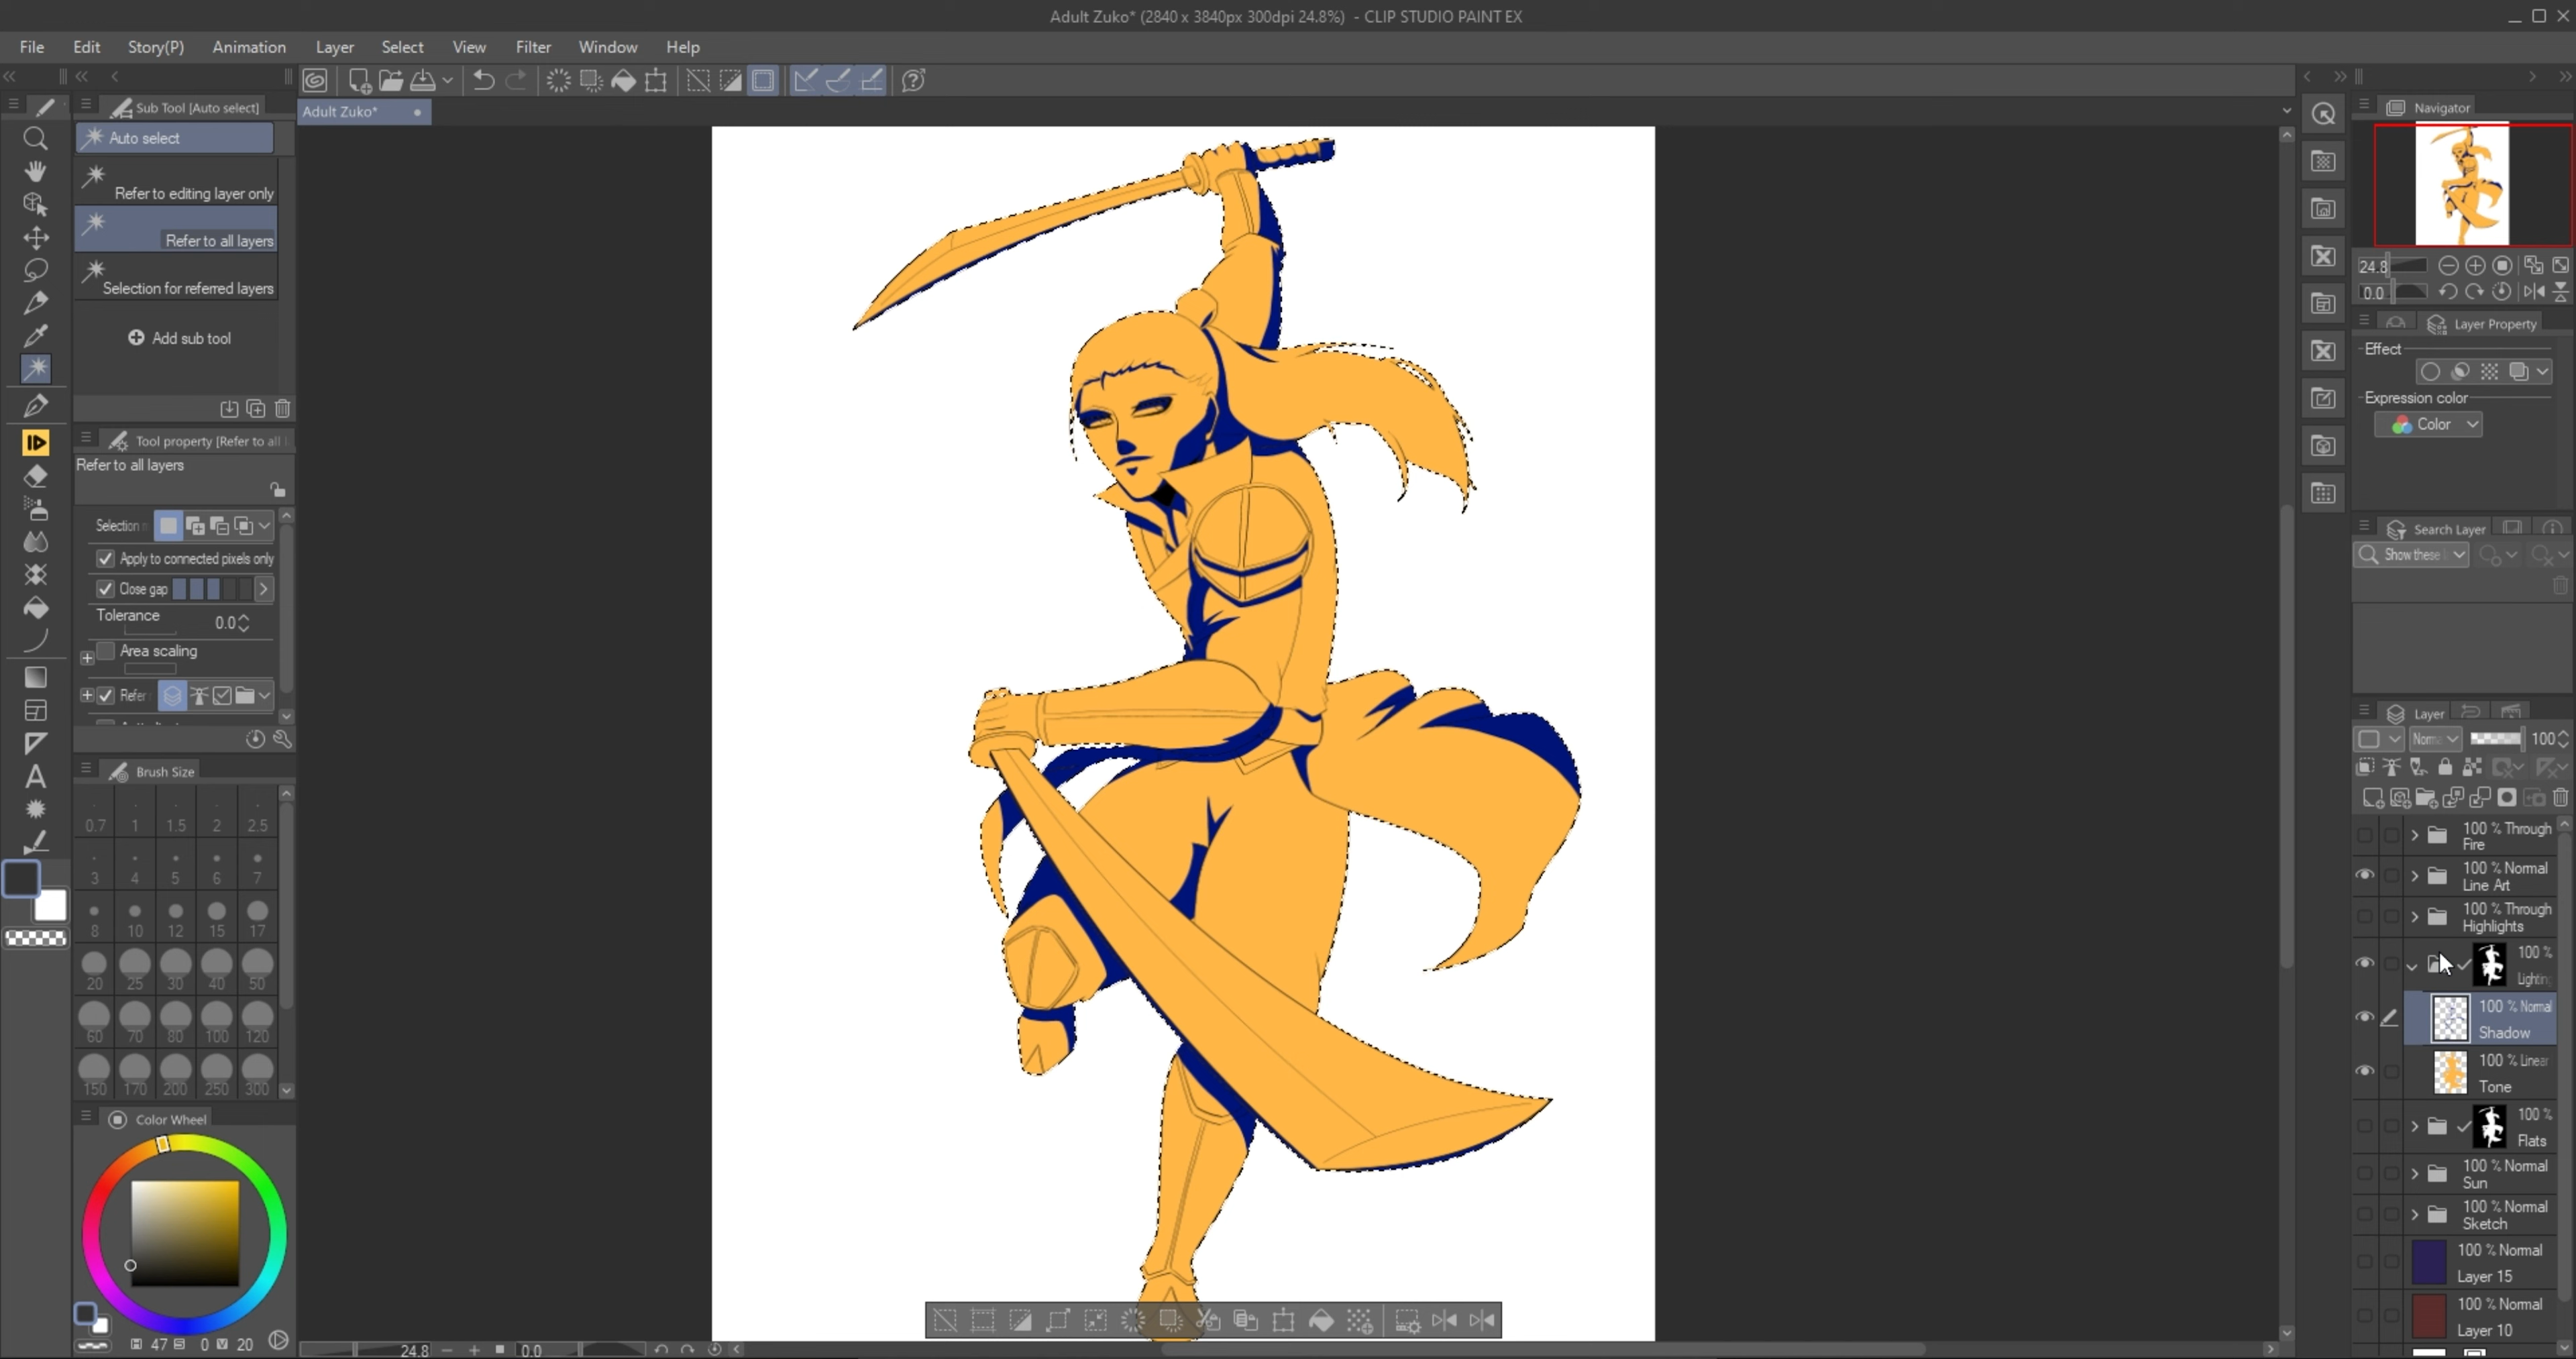 Adult Zuko* (2840 x 3840px 300dpi 24.8%) - CLIP STUDIO PAINT EX
File Edit Story(P) Animation Layer Select View Filter Window Help
Sub Tool [Auto select]
Adult Zuko*
Navigator
Auto select
Refer to editing layer only
Refer to all layers
Selection for referred layers
Add sub tool
24.8
0.0
Layer Property
Effect
Expression color
Color
Tool property [Refer to all l
Refer to all layers
Selection
Apply to connected pixels only
Close gap
Tolerance 0.0
Area scaling
Refer
Search Layer
Show these
Layer
100
Brush Size
0.7 1 1.5 2 2.5
3 4 5 6 7
8 10 12 15 17
20 25 30 40 50
60 70 80 100 120
150 170 200 250 300
100 % Through
Fire
100 % Normal
Line Art
100 % Through
Highlights
100 %
Lighting
100 % Normal
Shadow
100 % Linear
Tone
100 %
Flats
100 % Normal
Sun
100 % Normal
Sketch
100 % Normal
Layer 15
100 % Normal
Layer 10
Color Wheel
H 47 S 0 V 20
24.8 0.0